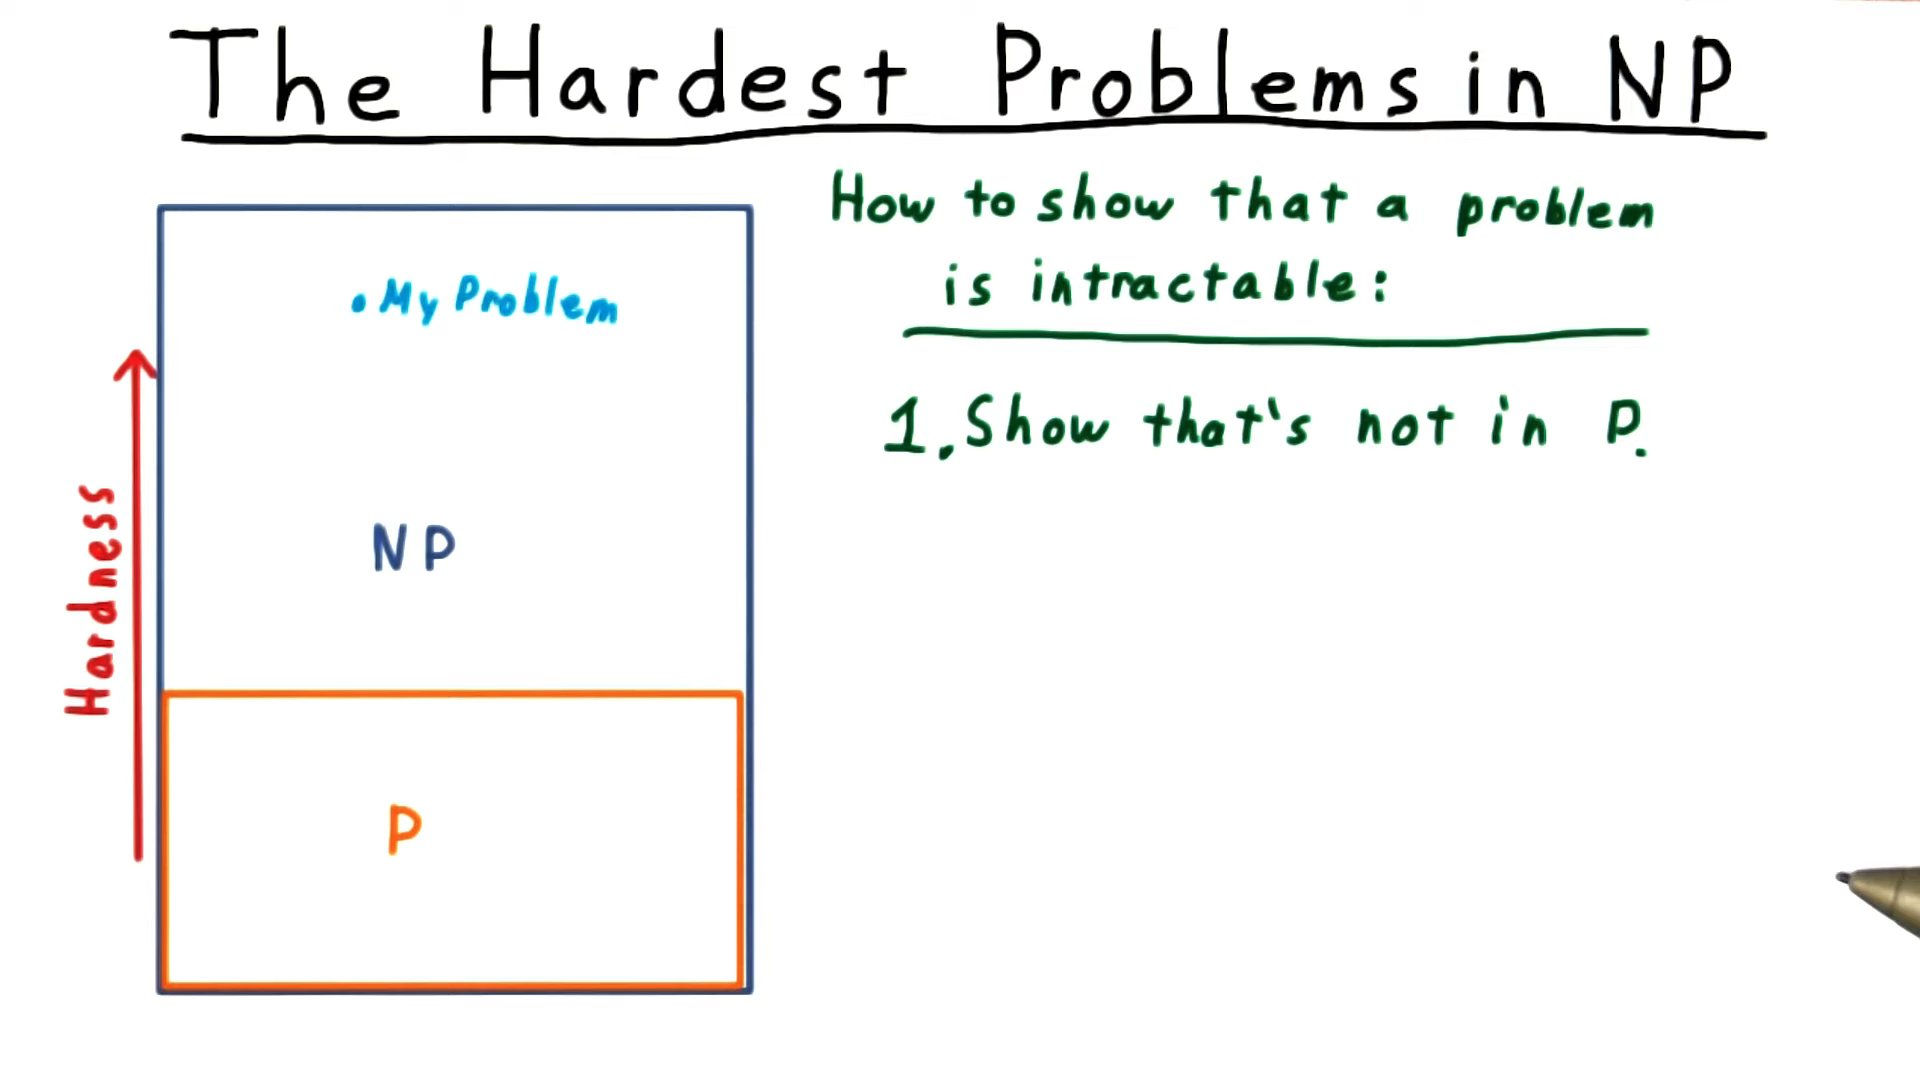 The Hardest Problems in NP
How to show that a problem
is intractable:
1. Show that's not in P.
• My Problem
NP
P
Hardness